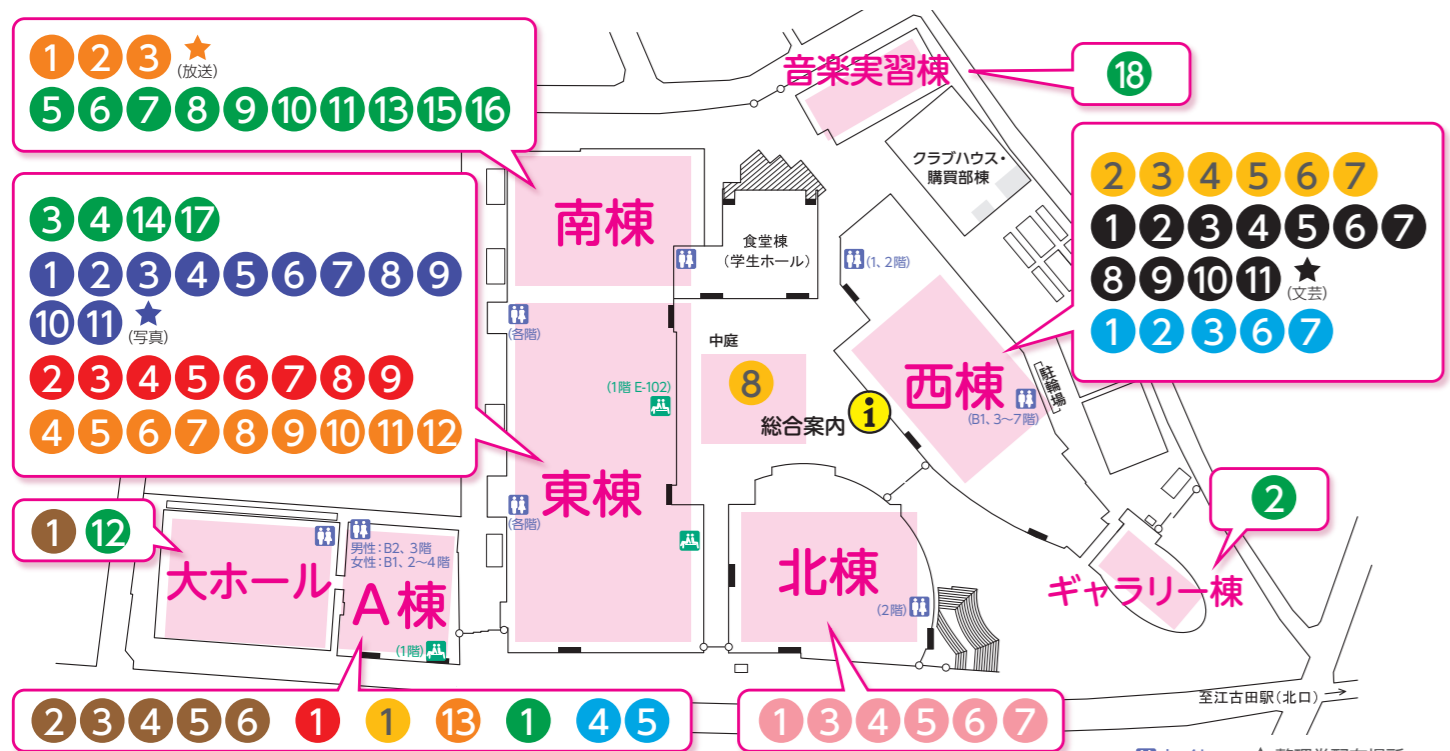 1 2 3 ★
(放送)
5 6 7 8 9 10 11 13 15 16
音楽実習棟
18
クラブハウス・
購買部棟
2 3 4 5 6 7
1 2 3 4 5 6 7
8 9 10 11 ★
(文芸)
1 2 3 6 7
3 4 14 17
1 2 3 4 5 6 7 8 9
10 11 ★
(写真)
2 3 4 5 6 7 8 9
4 5 6 7 8 9 10 11 12
南棟
食堂棟
(学生ホール)
(1、2階)
(各階)
中庭
8
(1階 E-102)
総合案内 i
西棟
駐輪場
(B1、3~7階)
東棟
(各階)
1 12
大ホール
男性:B2、3階
女性:B1、2~4階
A棟
(1階)
北棟
(2階)
2
ギャラリー棟
至江古田駅(北口)
2 3 4 5 6 1 1 13 1 4 5
1 3 4 5 6 7